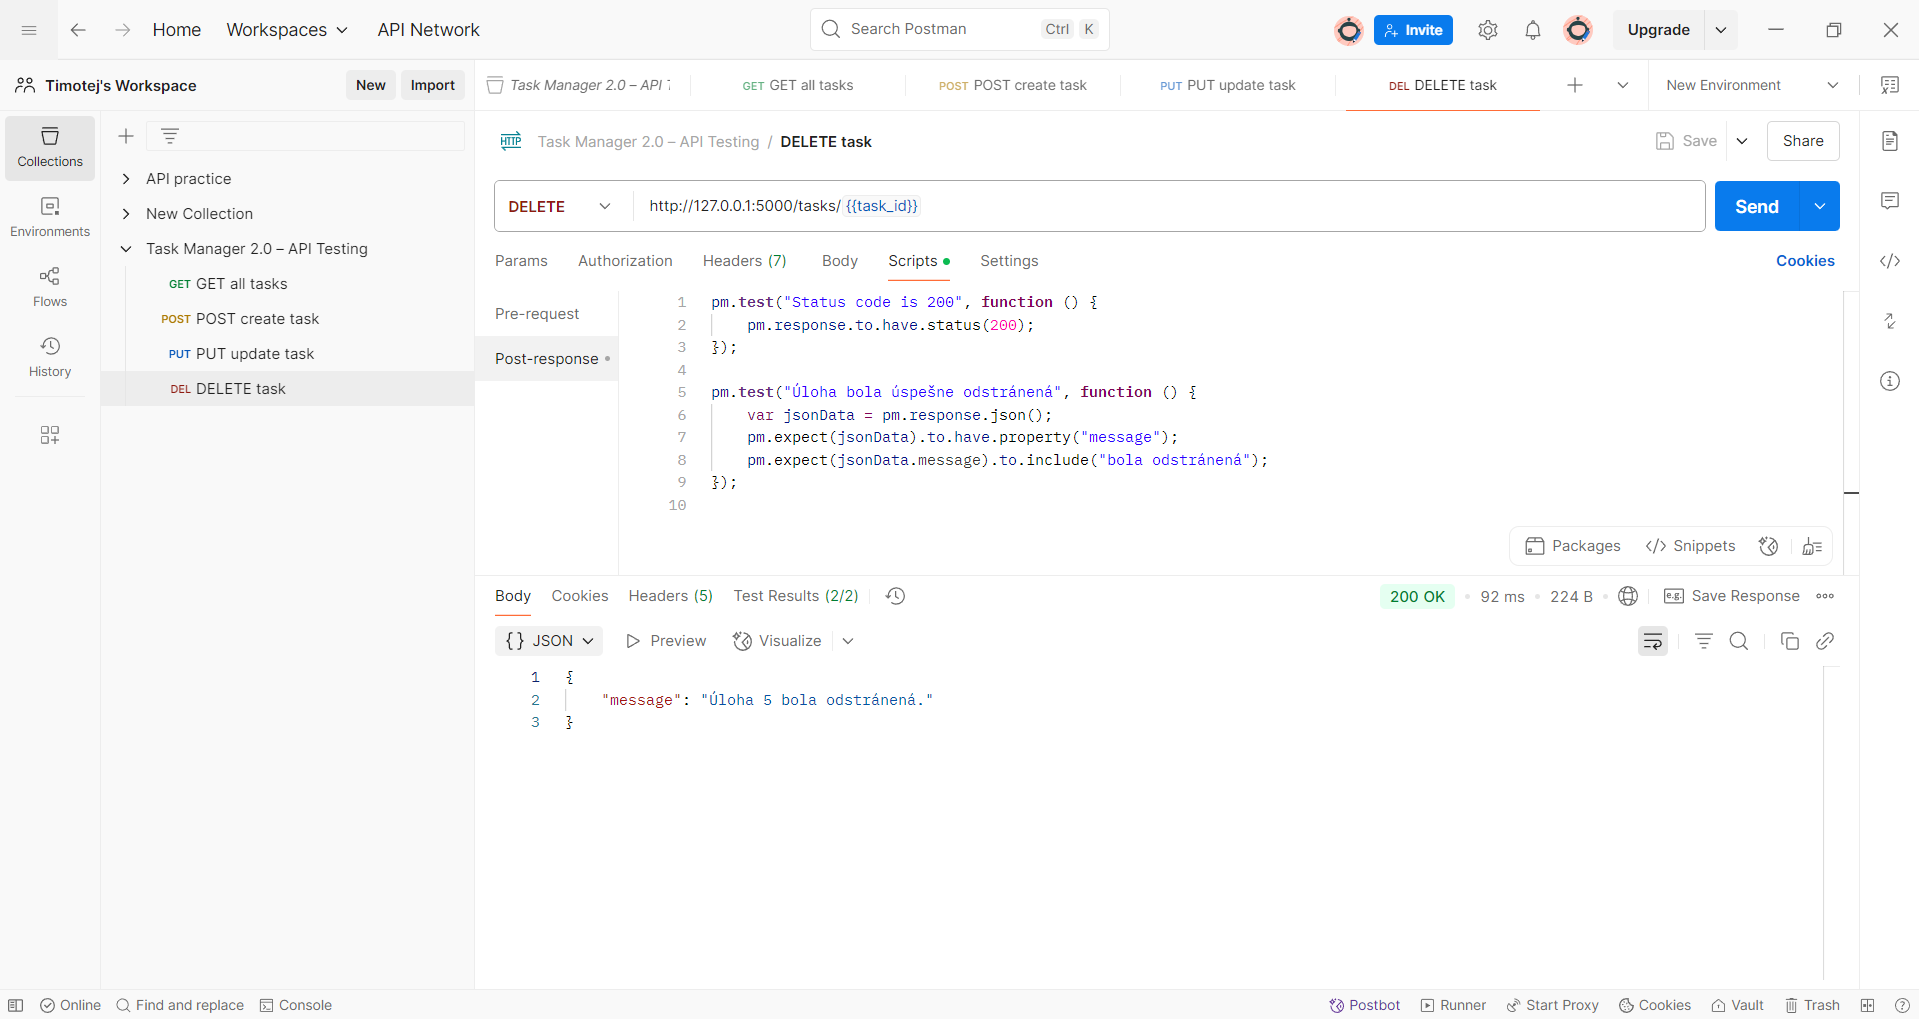 Home Workspaces API Network Search Postman Ctrl K Invite Upgrade
Timotej's Workspace New Import Task Manager 2.0 – API GET GET all tasks POST POST create task PUT PUT update task DEL DELETE task New Environment
Collections
Environments
Flows
History
API practice
New Collection
Task Manager 2.0 – API Testing
GET GET all tasks
POST POST create task
PUT PUT update task
DEL DELETE task
HTTP Task Manager 2.0 – API Testing / DELETE task Save Share
DELETE http://127.0.0.1:5000/tasks/{{task_id}} Send
Params Authorization Headers (7) Body Scripts Settings Cookies
Pre-request
Post-response
1 pm.test("Status code is 200", function () {
2 pm.response.to.have.status(200);
3 });
4
5 pm.test("Úloha bola úspešne odstránená", function () {
6 var jsonData = pm.response.json();
7 pm.expect(jsonData).to.have.property("message");
8 pm.expect(jsonData.message).to.include("bola odstránená");
9 });
10
Packages </> Snippets
Body Cookies Headers (5) Test Results (2/2) 200 OK 92 ms 224 B e.g. Save Response
{} JSON Preview Visualize
1 {
2 "message": "Úloha 5 bola odstránená."
3 }
Online Find and replace Console Postbot Runner Start Proxy Cookies Vault Trash